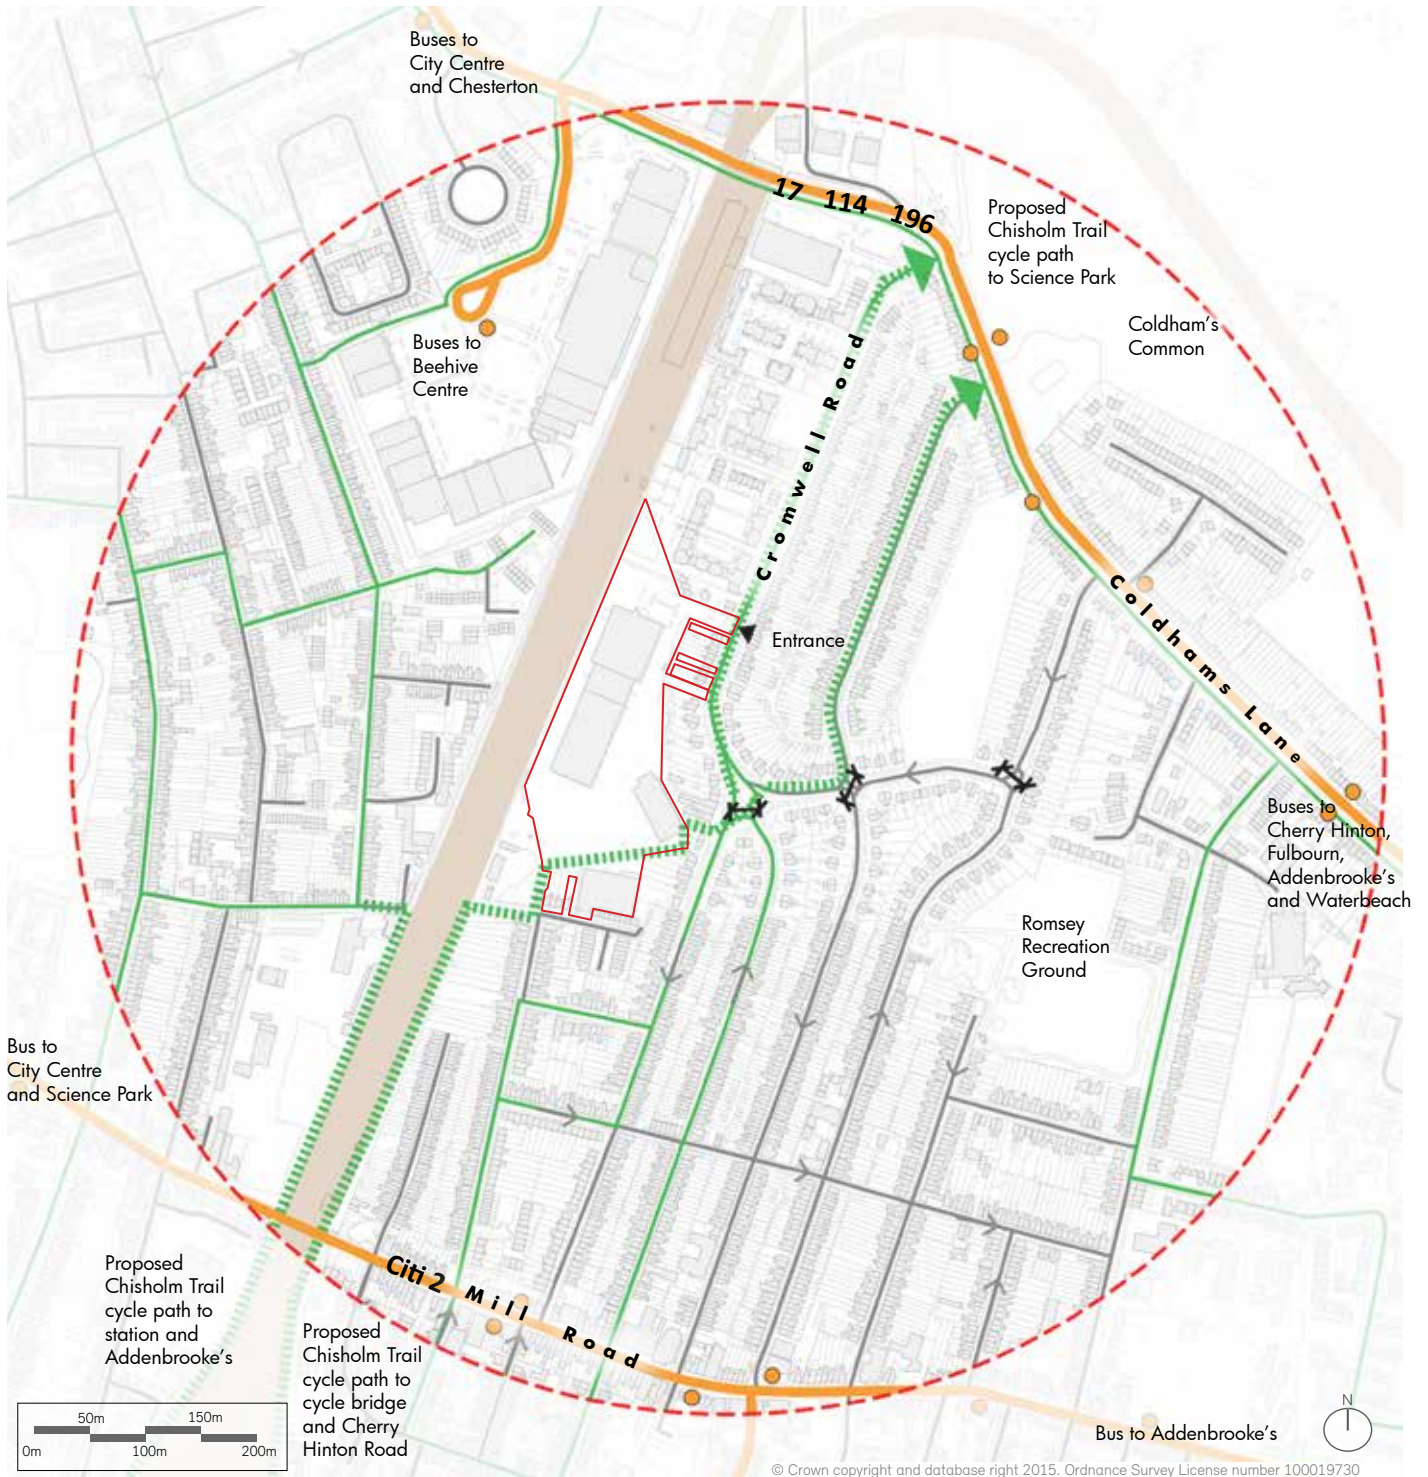 Buses to
City Centre
and Chesterton
17 114 196
Proposed
Chisholm Trail
cycle path
to Science Park
Coldham's
Common
Buses to
Beehive
Centre
Cromwell Road
Entrance
Coldhams Lane
Buses to
Cherry Hinton,
Fulbourn,
Addenbrooke's
and Waterbeach
Romsey
Recreation
Ground
Bus to
City Centre
and Science Park
Proposed
Chisholm Trail
cycle path to
station and
Addenbrooke's
Citi 2 Mill Road
Proposed
Chisholm Trail
cycle path to
cycle bridge
and Cherry
Hinton Road
50m 150m
0m 100m 200m
N
Bus to Addenbrooke's
© Crown copyright and database right 2015. Ordnance Survey License number 100019730